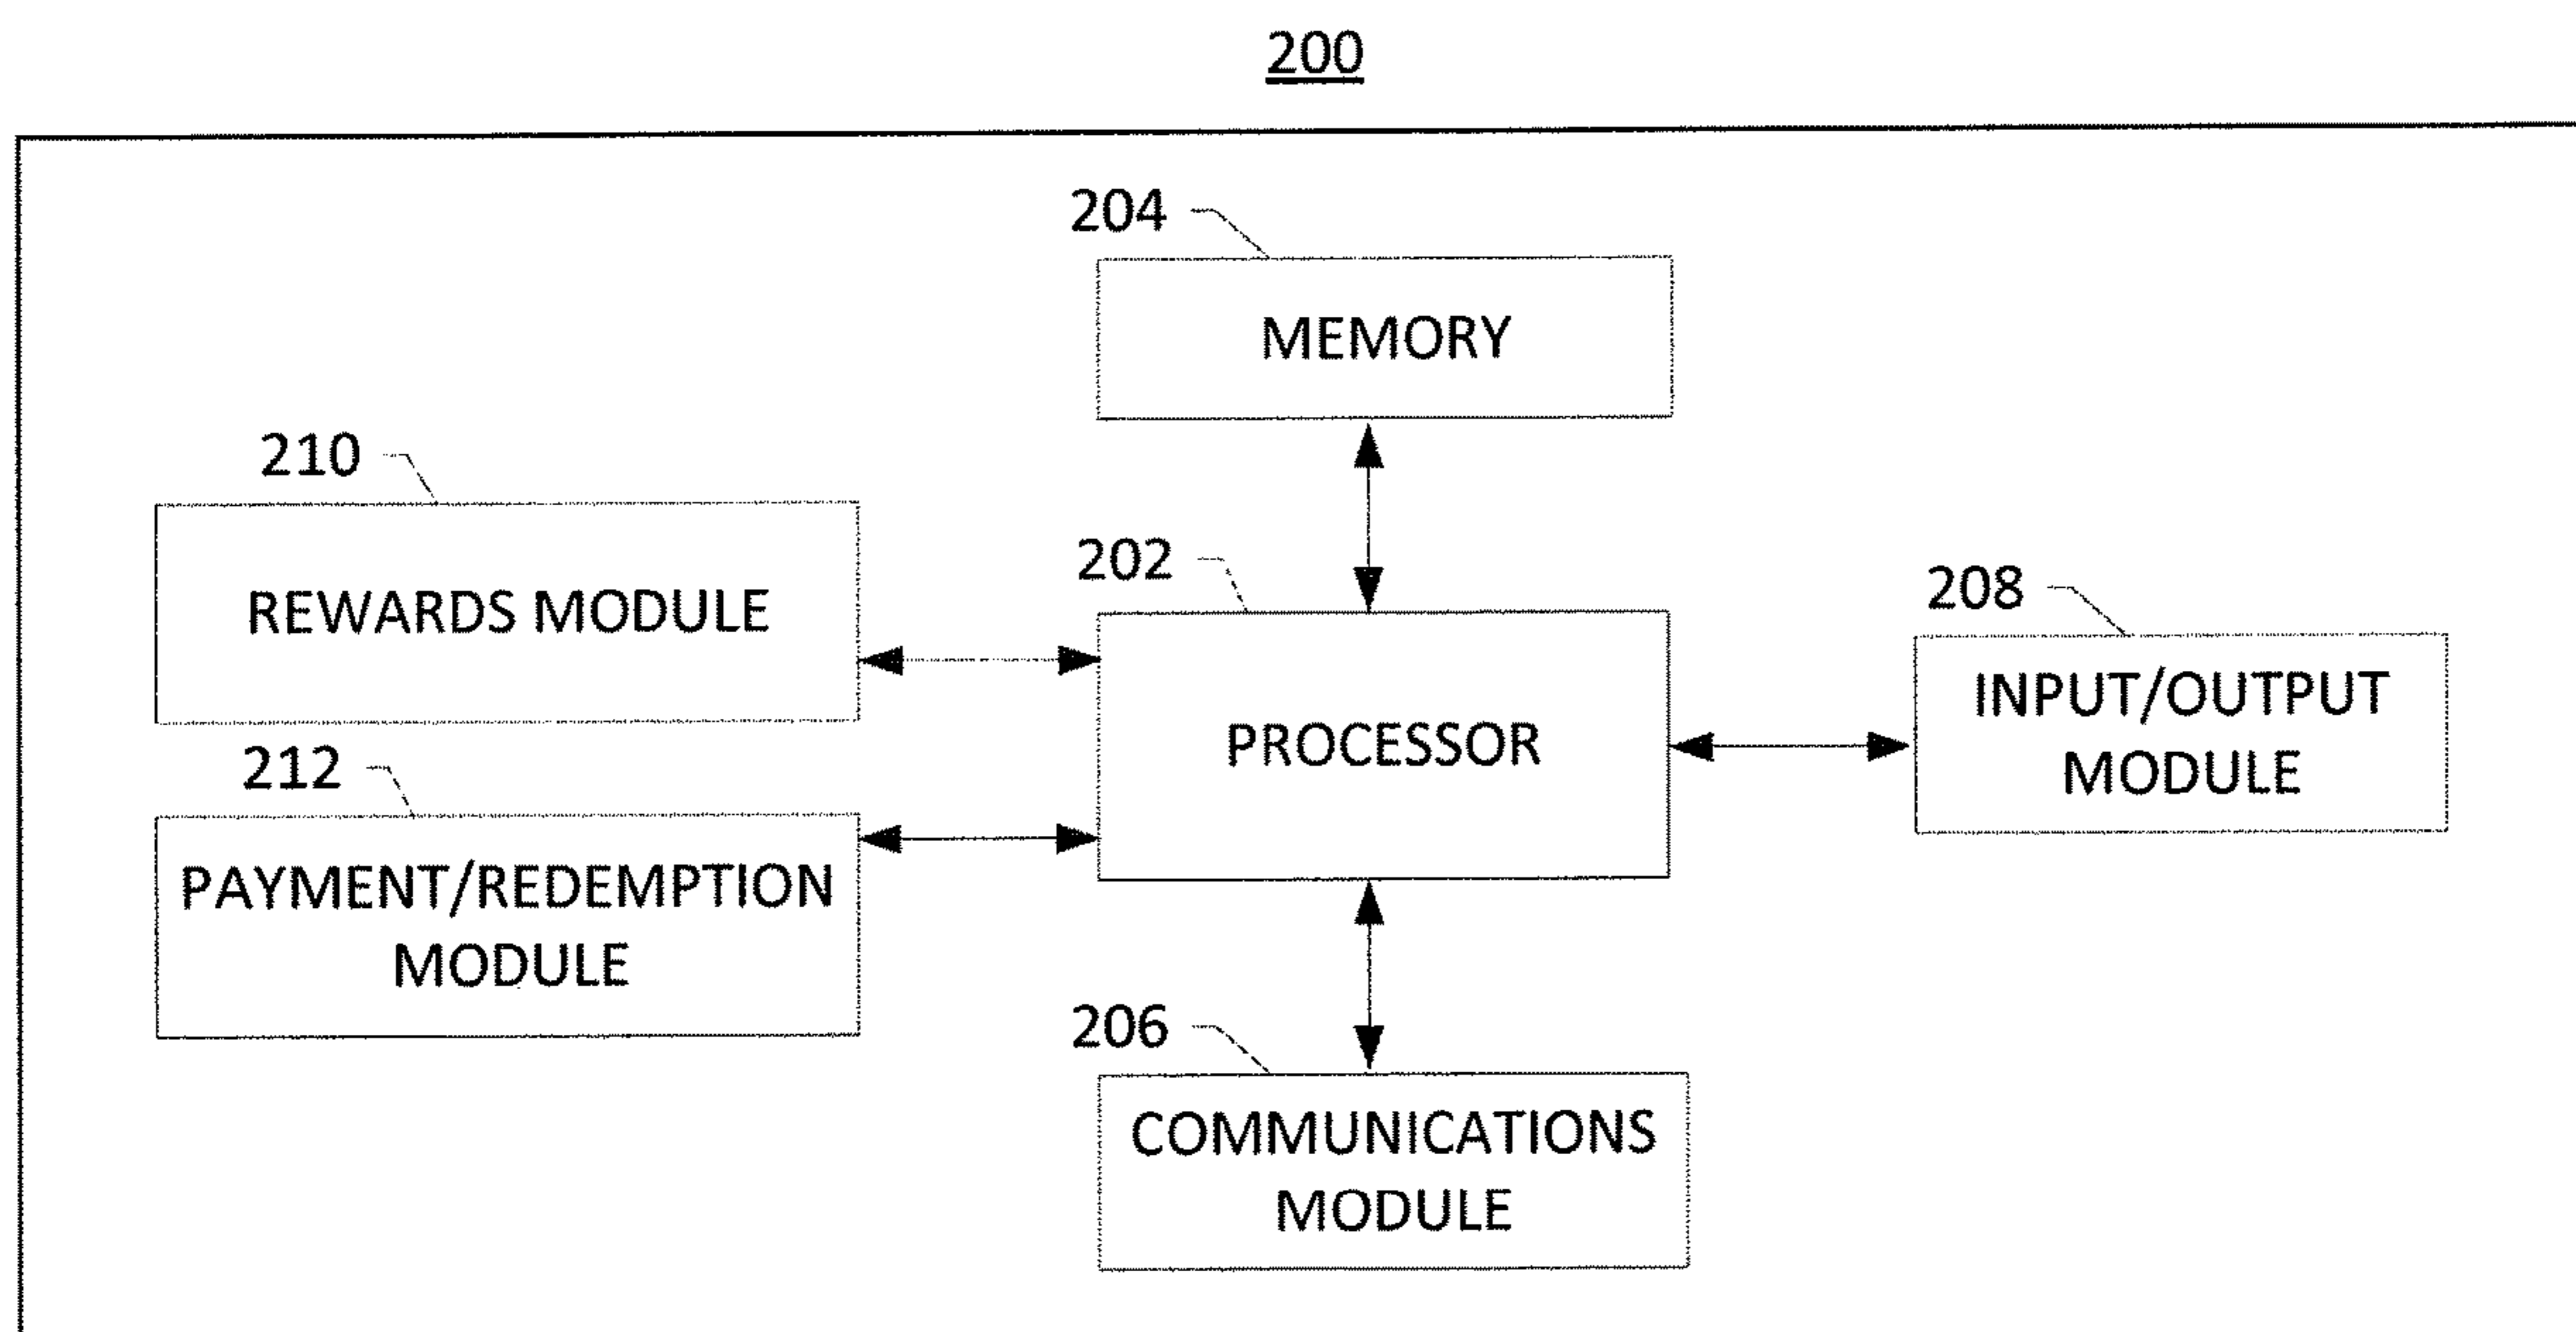 200
204
MEMORY
210
REWARDS MODULE
202
PROCESSOR
208
INPUT/OUTPUT
MODULE
212
PAYMENT/REDEMPTION
MODULE
206
COMMUNICATIONS
MODULE